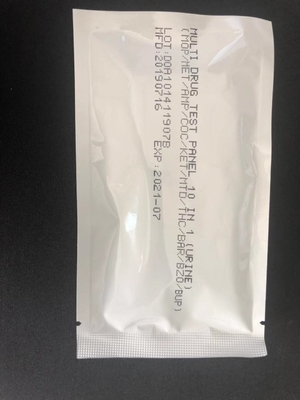 MULTI DRUG TEST PANEL 10 IN 1 (URINE)
(MOP/MET/AMP/COC/KET/MTD/THC/BAR/BZO/BUP)
LOT:DOA101411907B
MFD:20190716 EXP:2021-07